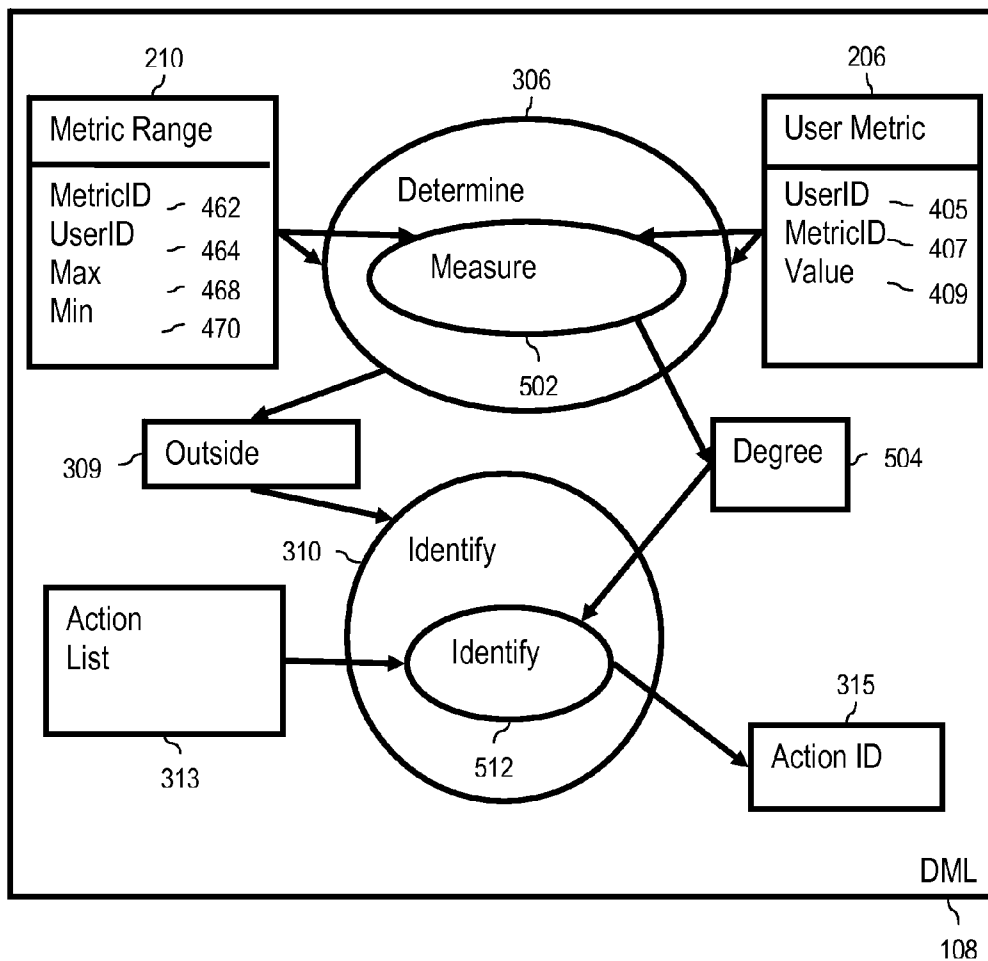 210
306
206
Metric Range
User Metric
Determine
MetricID 462
UserID 464
Max 468
Min 470
UserID 405
MetricID 407
Value 409
Measure
502
309
Outside
Degree
504
310
Identify
Action
List
Identify
313
512
315
Action ID
DML
108